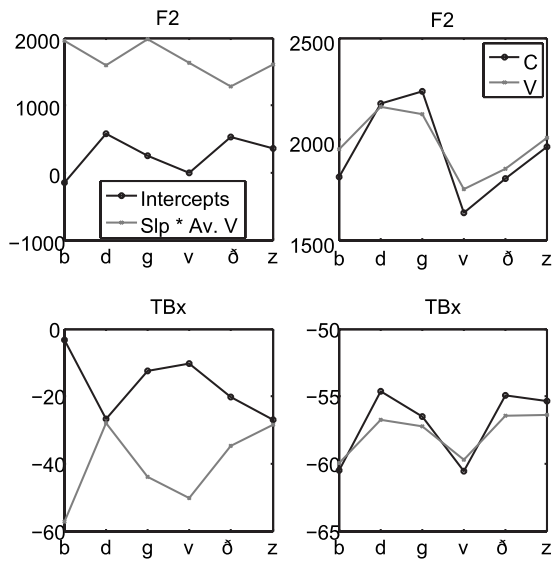 F2
2000
1000
0
−1000
b d g v ð z
Intercepts
Slp * Av. V
F2
2500
2000
1500
b d g v ð z
C
V
TBx
0
−20
−40
−60
b d g v ð z
TBx
−50
−55
−60
−65
b d g v ð z